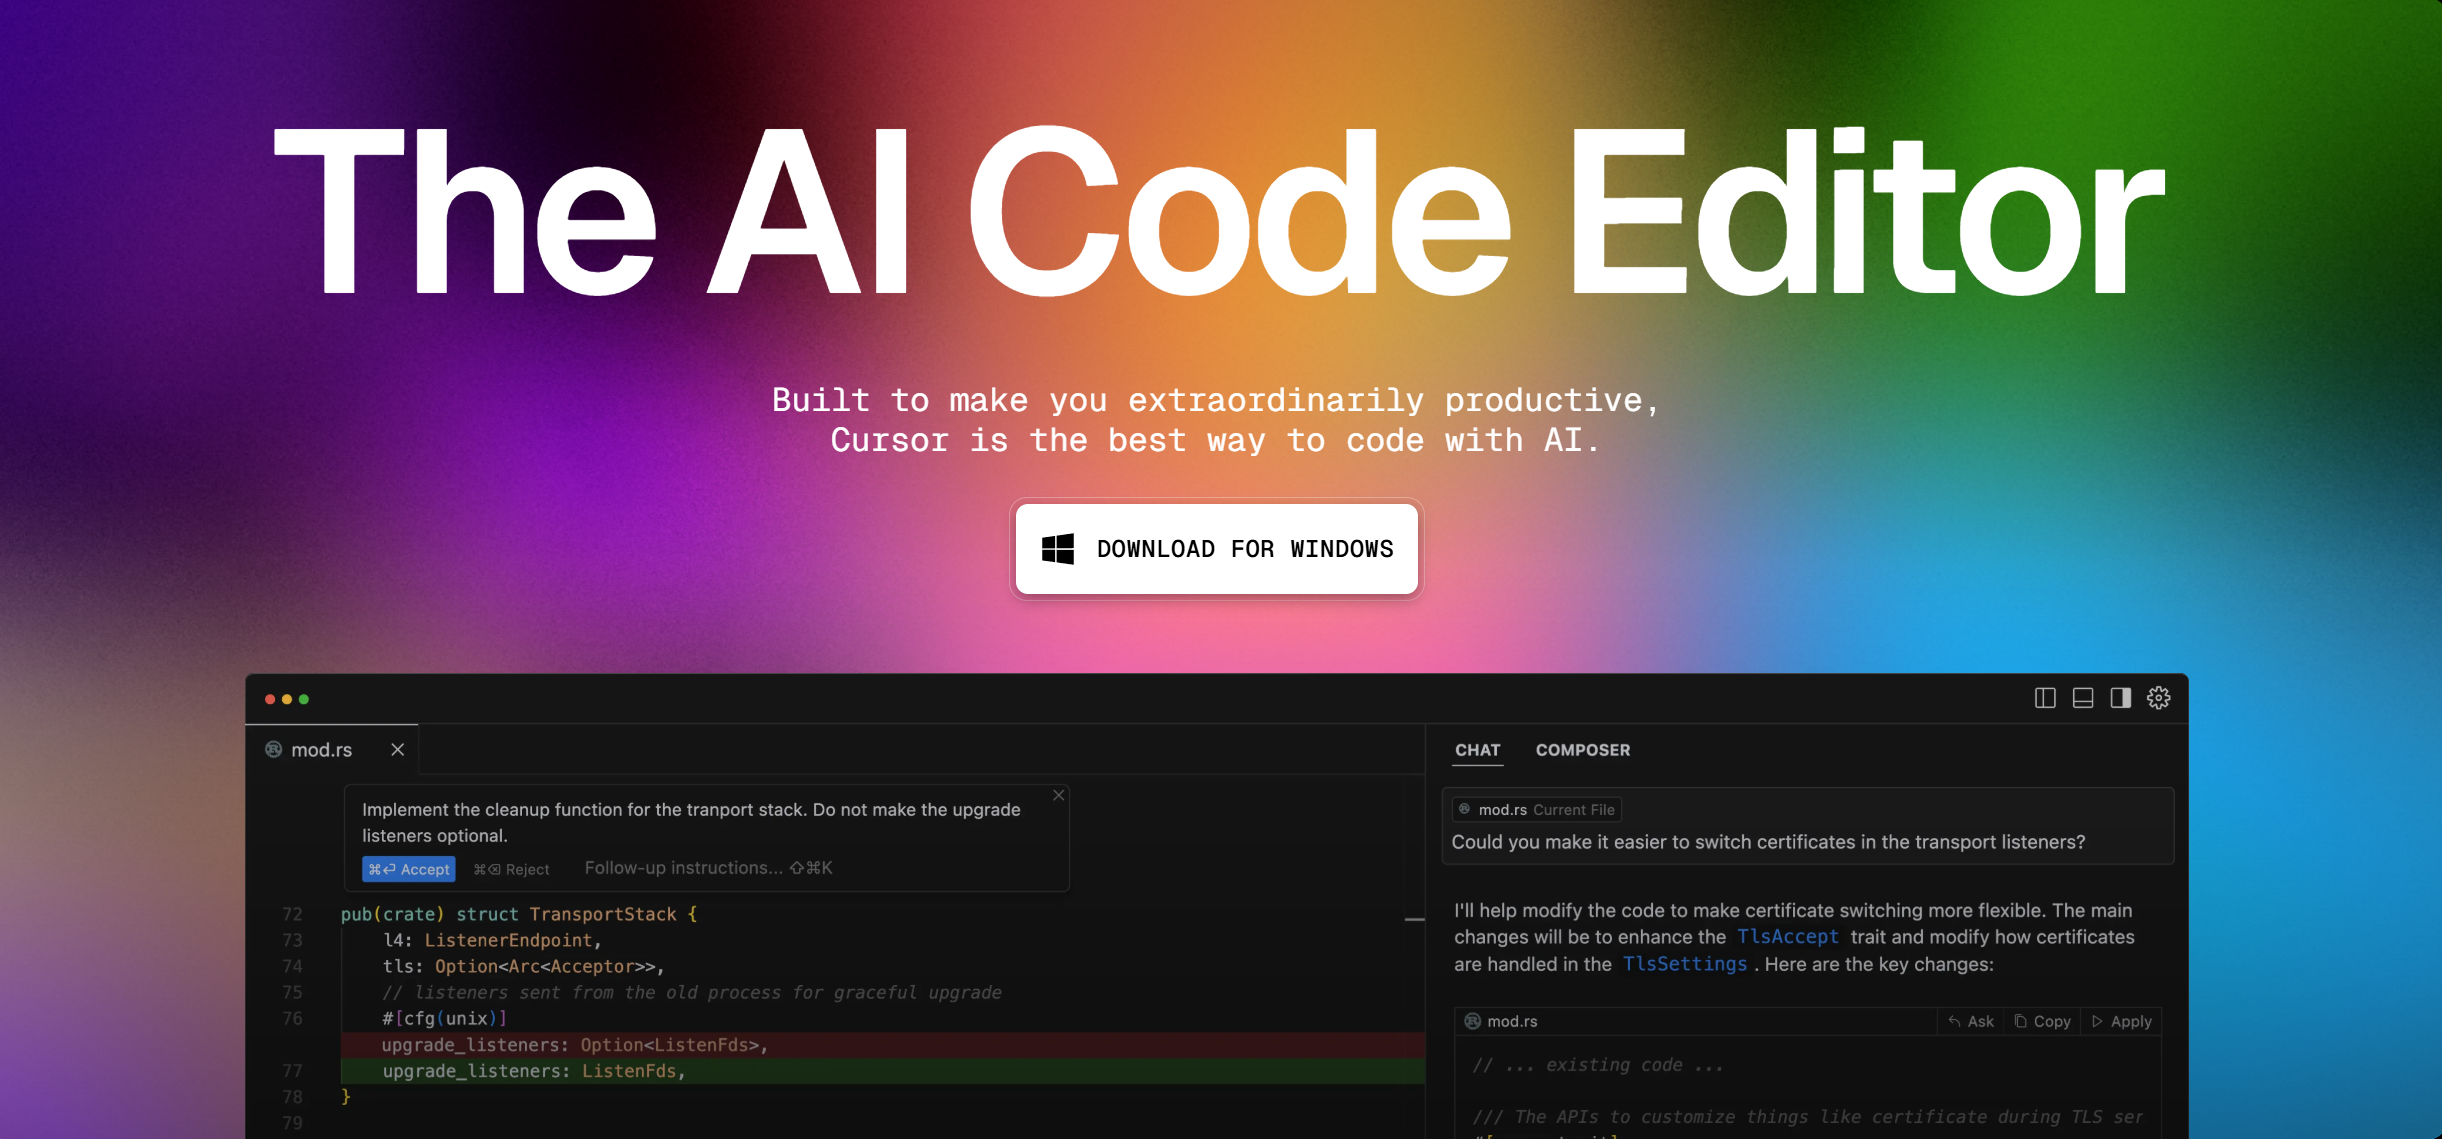 The AI Code Editor
Built to make you extraordinarily productive,
Cursor is the best way to code with AI.
DOWNLOAD FOR WINDOWS
mod.rs
Implement the cleanup function for the tranport stack. Do not make the upgrade
listeners optional.
⌘⏎ Accept ⌘⌫ Reject Follow-up instructions... ⇧⌘K
72 pub(crate) struct TransportStack {
73 l4: ListenerEndpoint,
74 tls: Option<Arc<Acceptor>>,
75 // listeners sent from the old process for graceful upgrade
76 #[cfg(unix)]
upgrade_listeners: Option<ListenFds>,
77 upgrade_listeners: ListenFds,
78 }
79
CHAT COMPOSER
mod.rs Current File
Could you make it easier to switch certificates in the transport listeners?
I'll help modify the code to make certificate switching more flexible. The main
changes will be to enhance the TlsAccept trait and modify how certificates
are handled in the TlsSettings. Here are the key changes:
mod.rs Ask Copy Apply
// ... existing code ...
/// The APIs to customize things like certificate during TLS ser